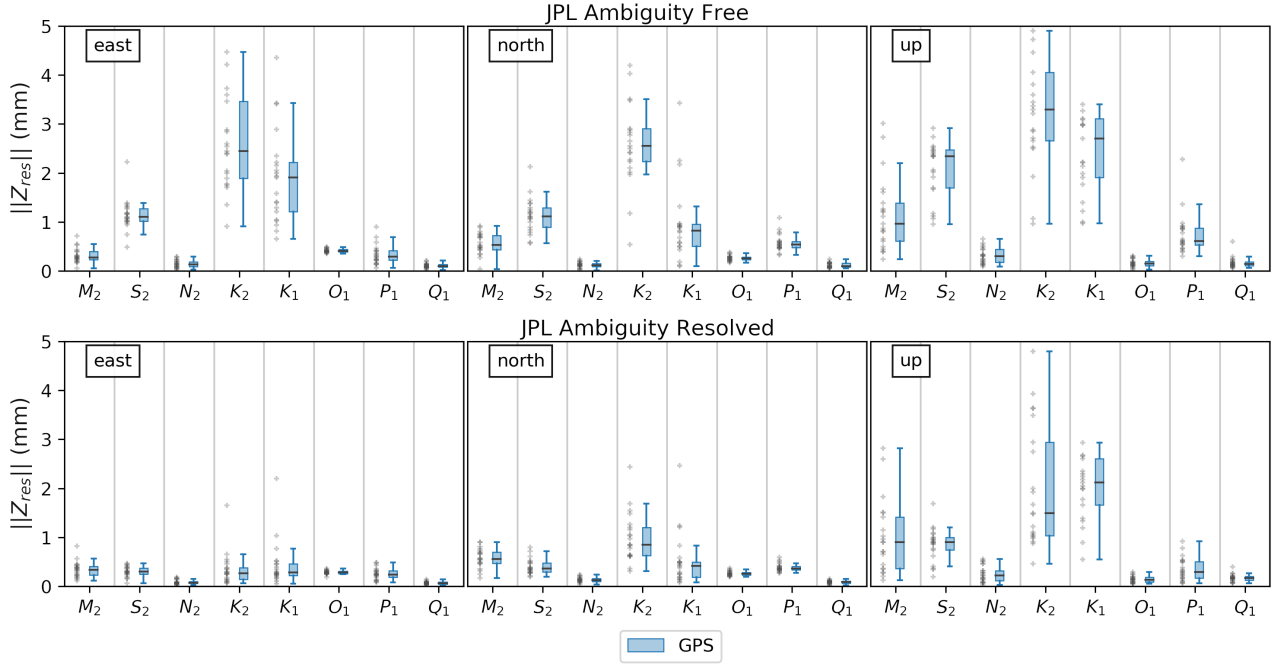 JPL Ambiguity Free
||Z_res|| (mm)
5
4
3
2
1
0
east
north
up
M₂ S₂ N₂ K₂ K₁ O₁ P₁ Q₁
M₂ S₂ N₂ K₂ K₁ O₁ P₁ Q₁
M₂ S₂ N₂ K₂ K₁ O₁ P₁ Q₁
JPL Ambiguity Resolved
||Z_res|| (mm)
5
4
3
2
1
0
east
north
up
M₂ S₂ N₂ K₂ K₁ O₁ P₁ Q₁
M₂ S₂ N₂ K₂ K₁ O₁ P₁ Q₁
M₂ S₂ N₂ K₂ K₁ O₁ P₁ Q₁
GPS